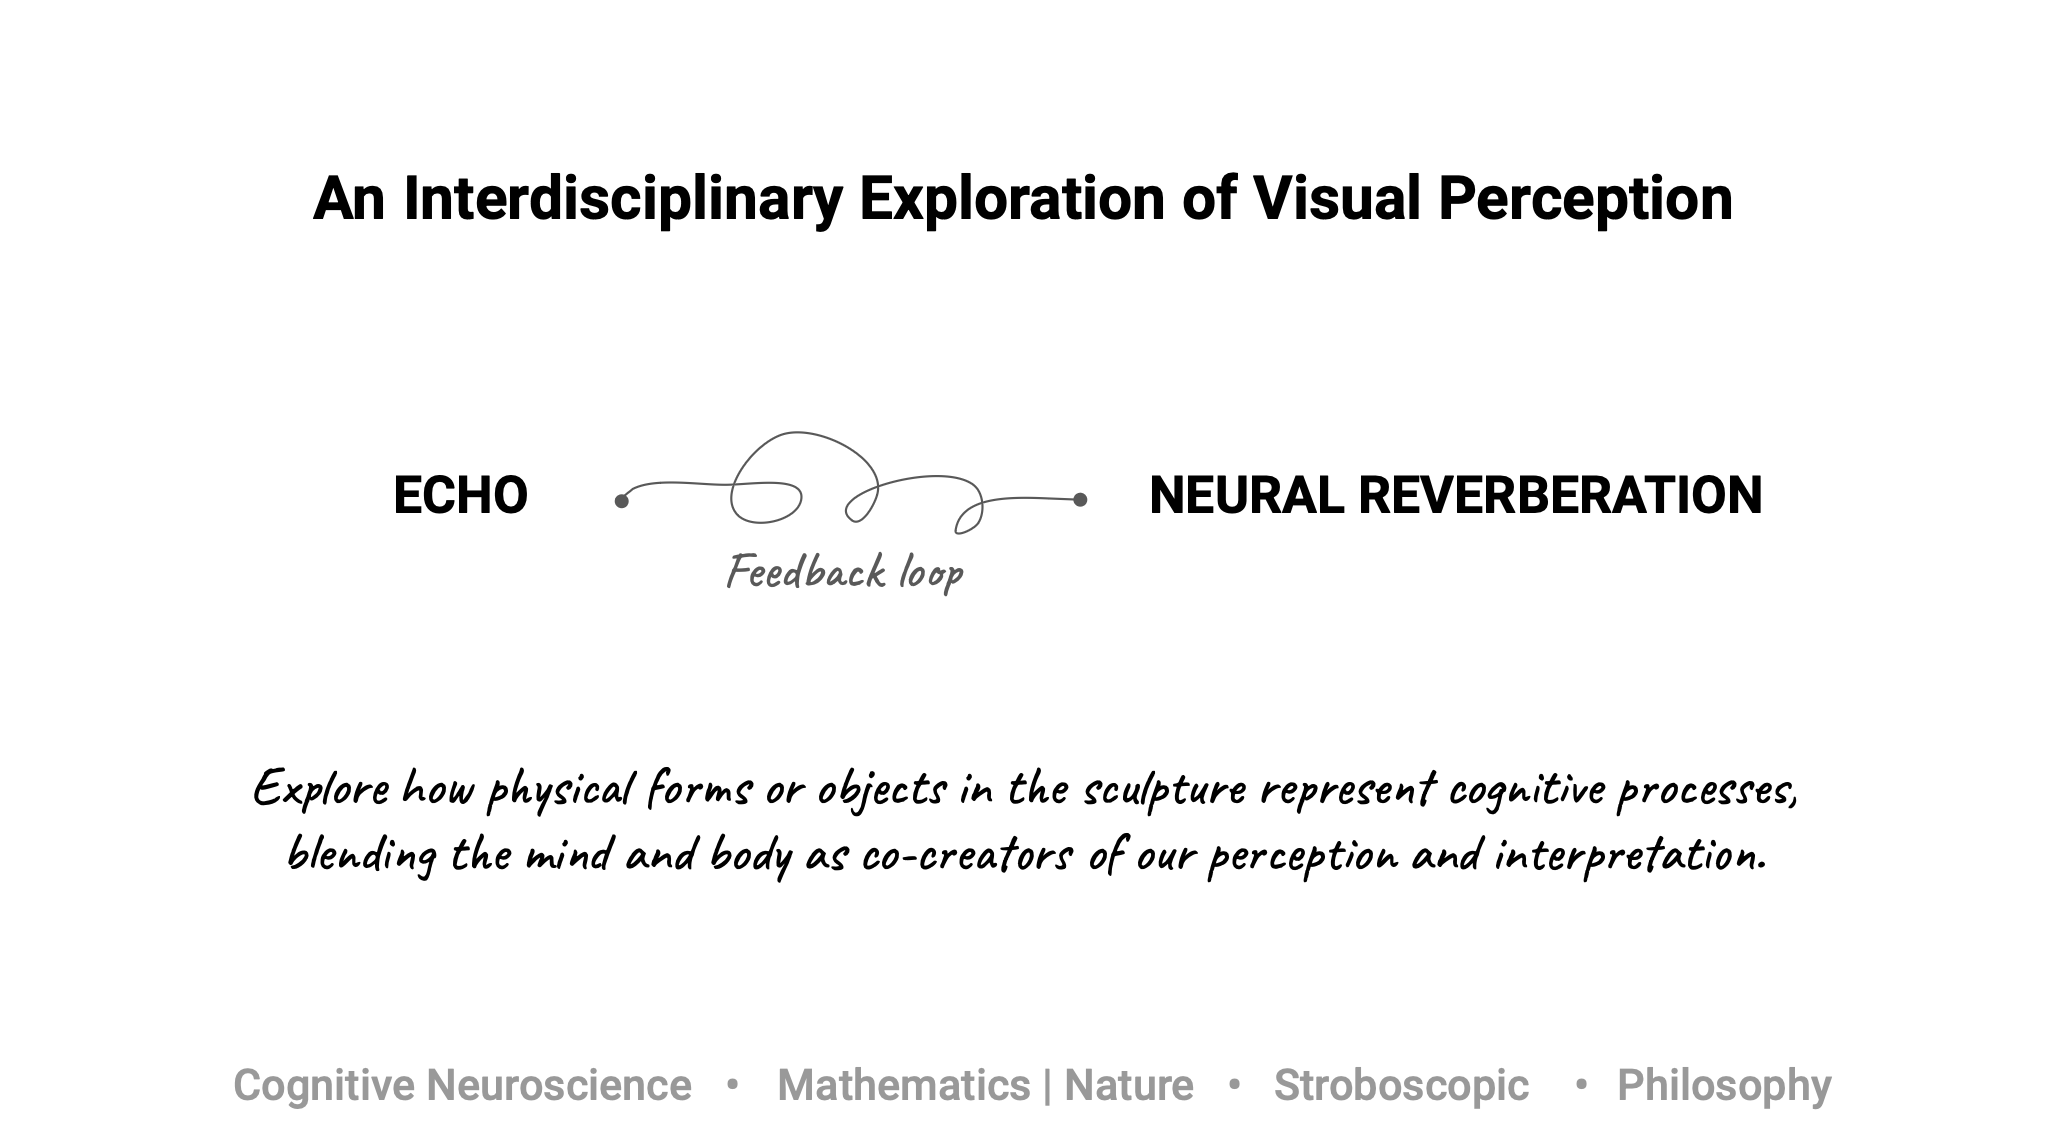 An Interdisciplinary Exploration of Visual Perception
ECHO
Feedback loop
NEURAL REVERBERATION
Explore how physical forms or objects in the sculpture represent cognitive processes,
blending the mind and body as co-creators of our perception and interpretation.
Cognitive Neuroscience • Mathematics | Nature • Stroboscopic • Philosophy